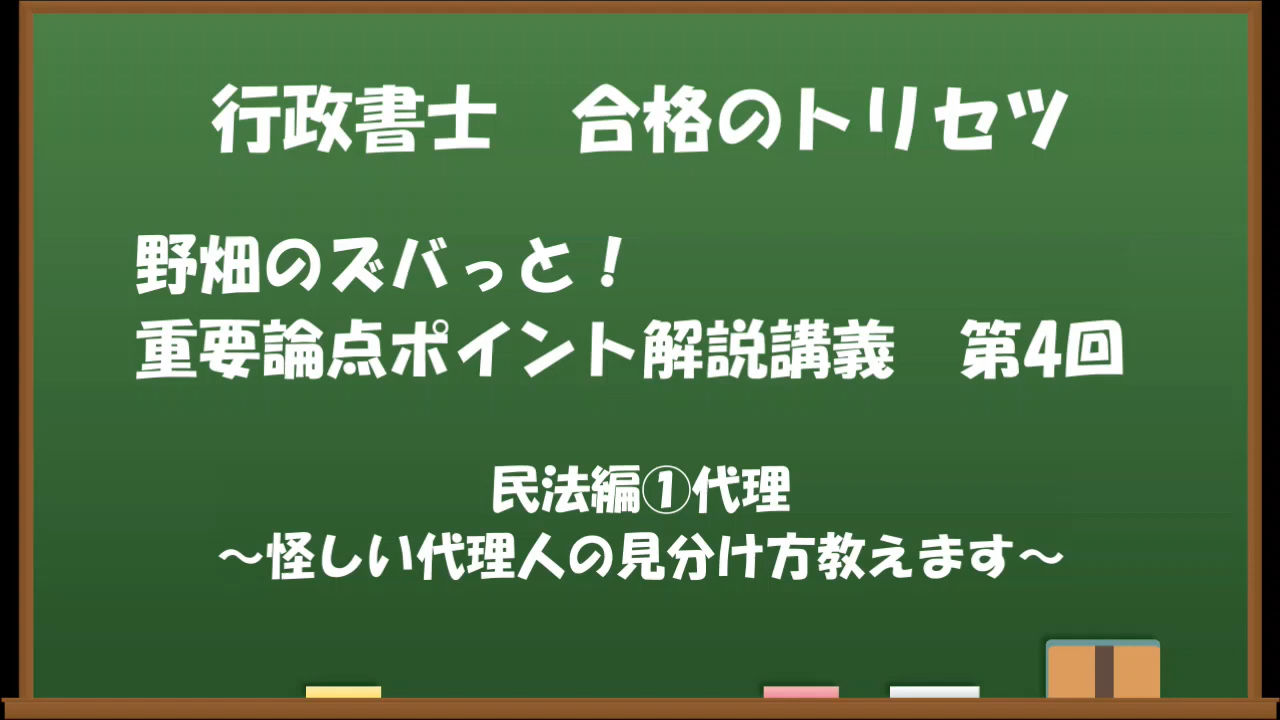 行政書士　合格のトリセツ
野畑のズバっと！
重要論点ポイント解説講義　第4回
民法編①代理
～怪しい代理人の見分け方教えます～